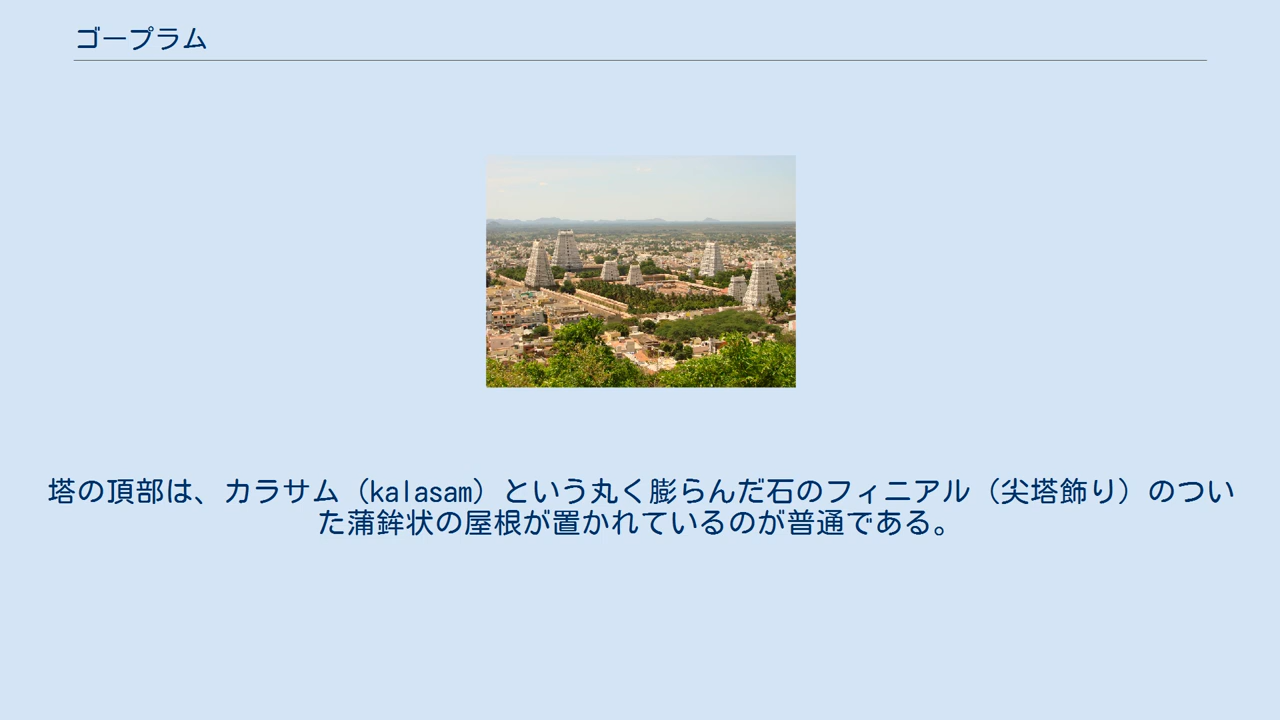 ゴープラム
塔の頂部は、カラサム（kalasam）という丸く膨らんだ石のフィニアル（尖塔飾り）のつい
た蒲鉾状の屋根が置かれているのが普通である。